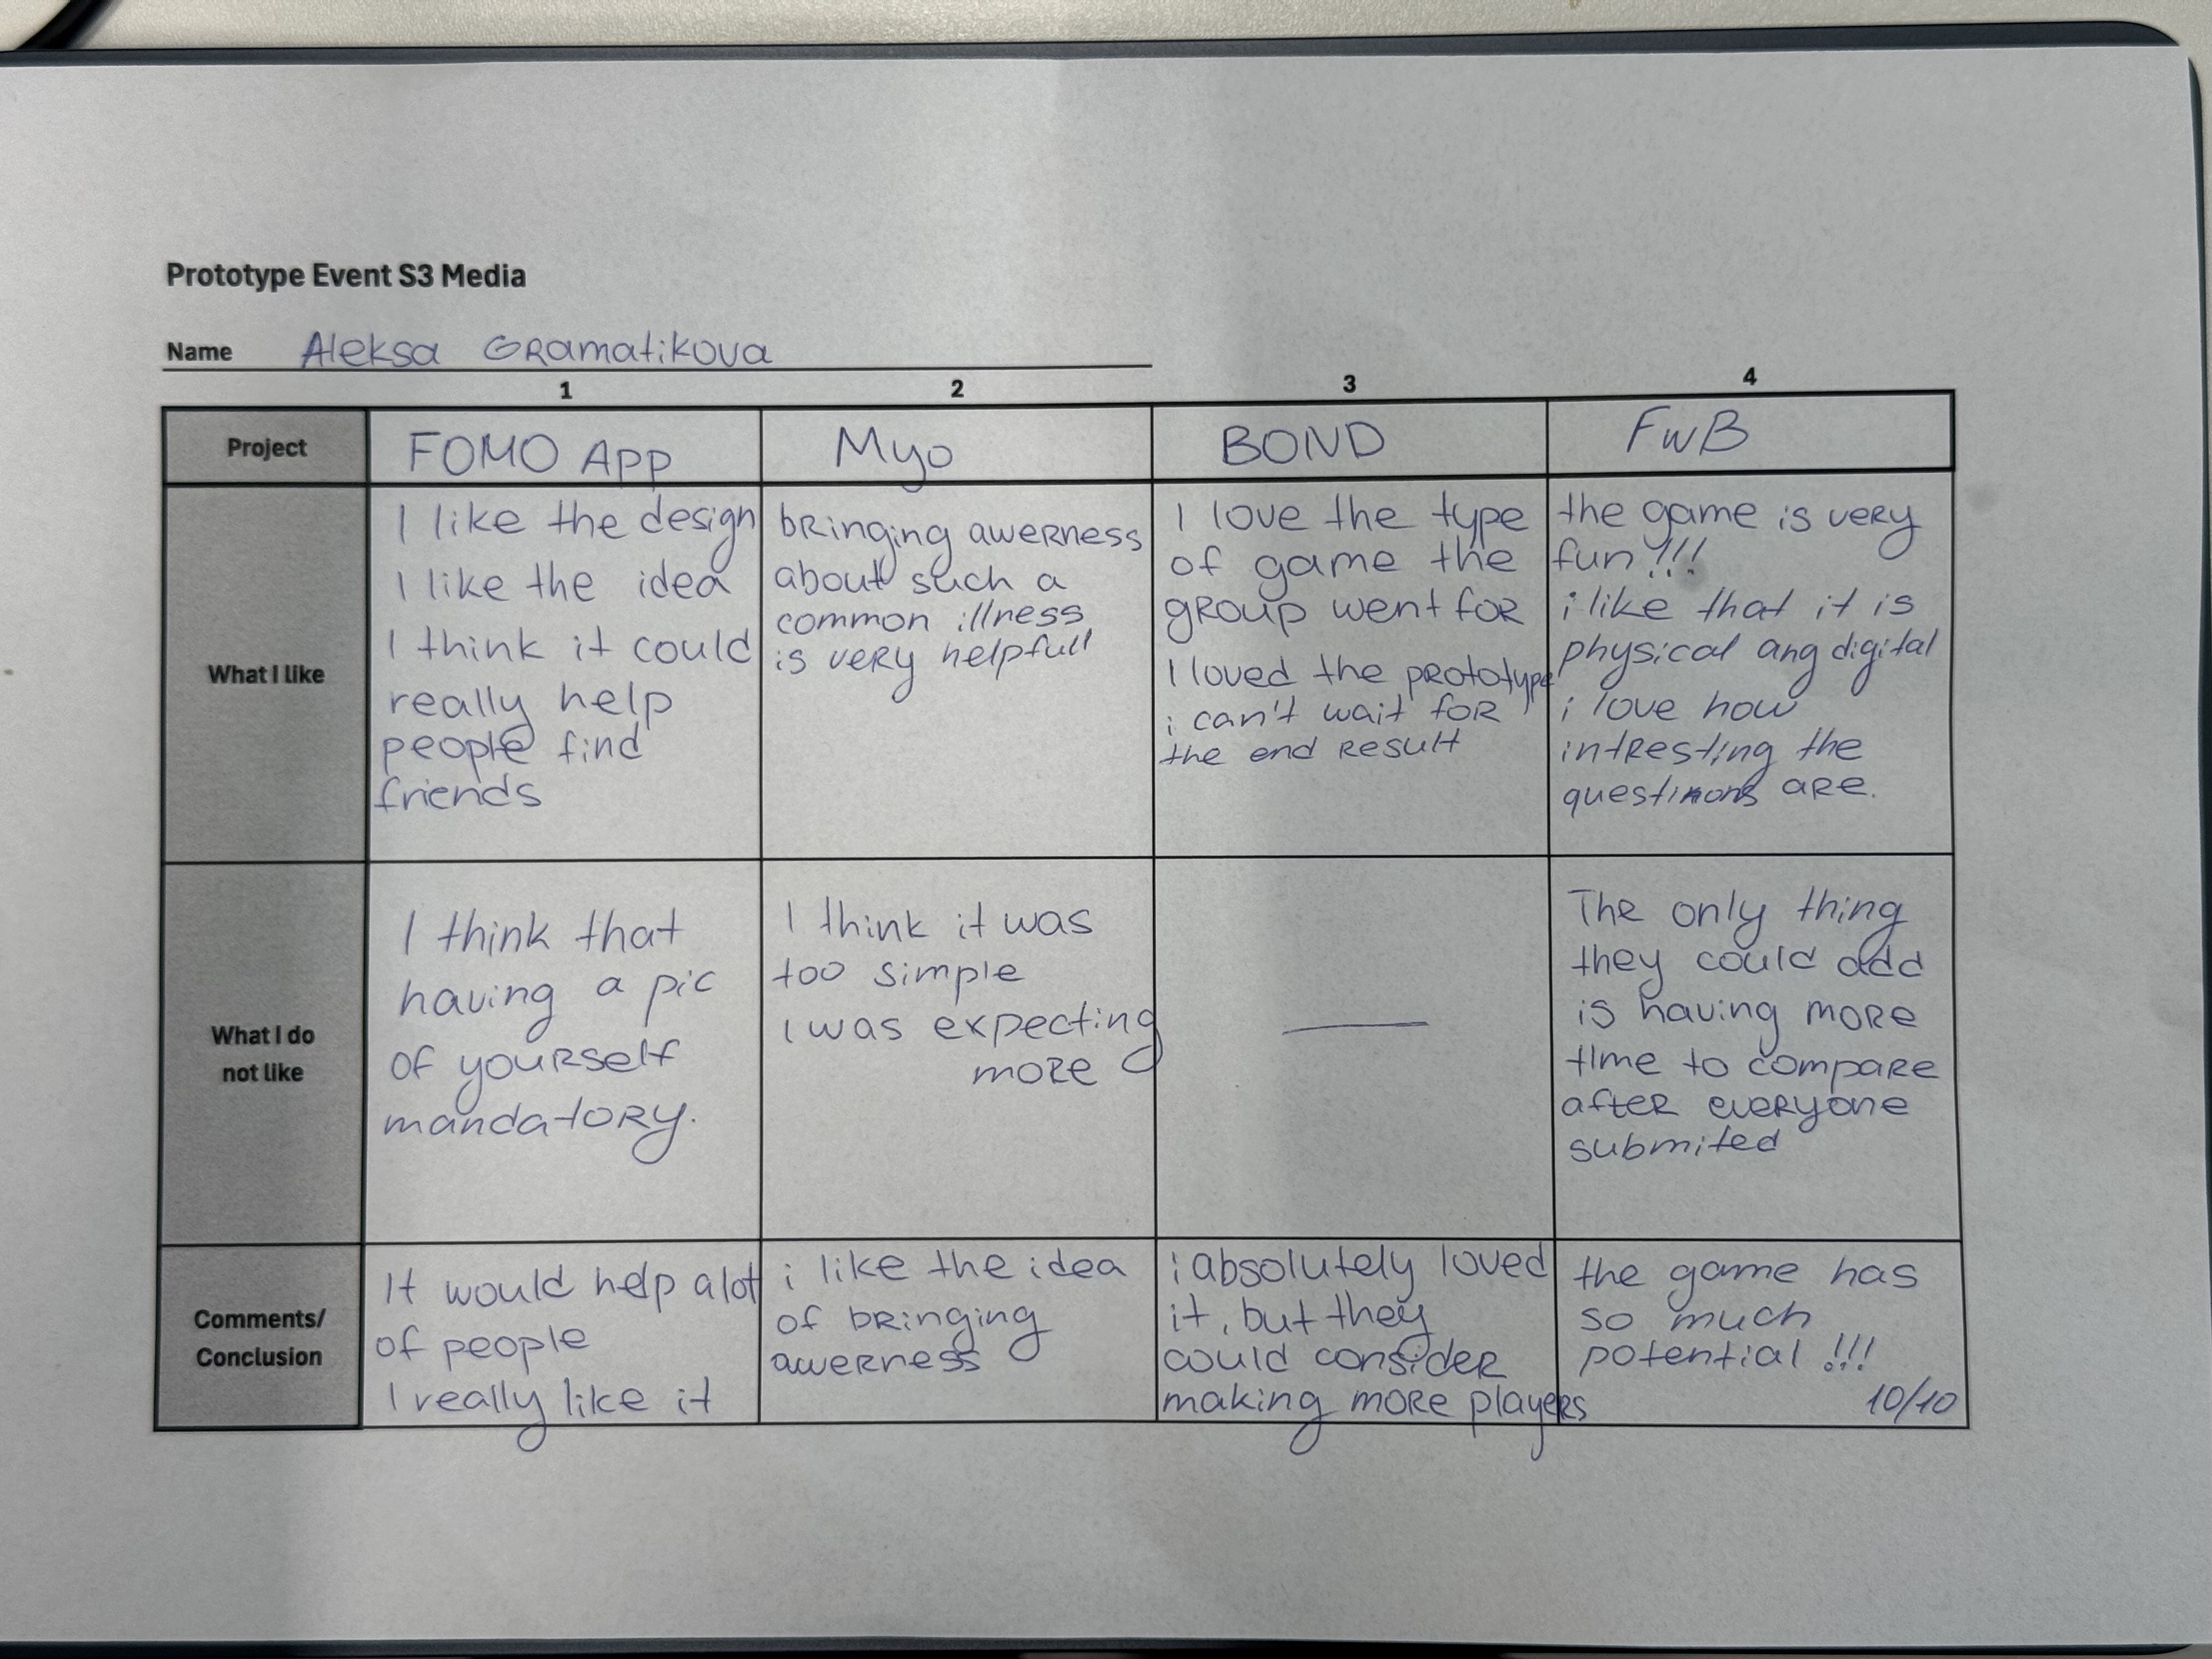 Prototype Event S3 Media
Name Aleksa Gramatikova
1 2 3 4
Project
FOMO App
Myo
BOND
FwB
What I like
I like the design
I like the idea
I think it could
really help
people find
friends
bringing awerness
about such a
common illness
is very helpfull
I love the type
of game the
group went for
I loved the prototype
i can't wait for
the end result
the game is very
fun!!!
i like that it is
physical ang digital
i love how
intresting the
are.
What I do
not like
I think that
having a pic
of yourself
mandatory.
I think it was
too simple
I was expecting
more
—
The only thing
they could add
is having more
time to compare
after everyone
submited
Comments/
Conclusion
It would help alot
of people
I really like it
i like the idea
of bringing
awerness
i absolutely loved
it, but they
could consider
making more players
the game has
so much
potential!!!
10/10